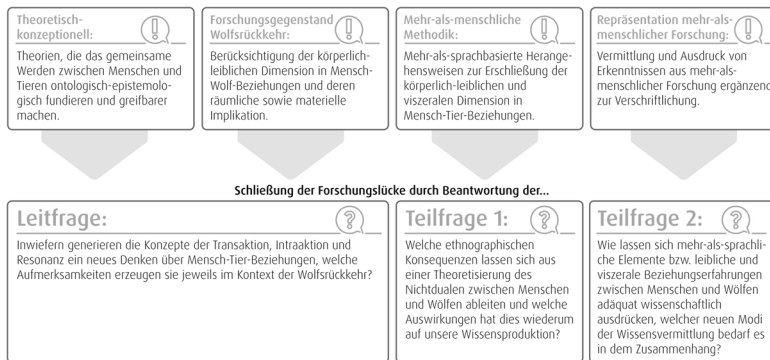 Theoretisch-
konzeptionell:
Theorien, die das gemeinsame
Werden zwischen Menschen und
Tieren ontologisch-epistemolo-
gisch fundieren und greifbarer
machen.
Forschungsgegenstand
Wolfsrückkehr:
Berücksichtigung der körperlich-
leiblichen Dimension in Mensch-
Wolf-Beziehungen und deren
räumliche sowie materielle
Implikation.
Mehr-als-menschliche
Methodik:
Mehr-als-sprachbasierte Herange-
hensweisen zur Erschließung der
körperlich-leiblichen und
viszeralen Dimension in
Mensch-Tier-Beziehungen.
Repräsentation mehr-als-
menschlicher Forschung:
Vermittlung und Ausdruck von
Erkenntnissen aus mehr-als-
menschlicher Forschung ergänzend
zur Verschriftlichung.
Schließung der Forschungslücke durch Beantwortung der...
Leitfrage:
Inwiefern generieren die Konzepte der Transaktion, Intraaktion und
Resonanz ein neues Denken über Mensch-Tier-Beziehungen, welche
Aufmerksamkeiten erzeugen sie jeweils im Kontext der Wolfsrückkehr?
Teilfrage 1:
Welche ethnographischen
Konsequenzen lassen sich aus
einer Theoretisierung des
Nichtdualen zwischen Menschen
und Wölfen ableiten und welche
Auswirkungen hat dies wiederum
auf unsere Wissensproduktion?
Teilfrage 2:
Wie lassen sich mehr-als-sprachli-
che Elemente bzw. leibliche und
viszerale Beziehungserfahrungen
zwischen Menschen und Wölfen
adäquat wissenschaftlich
ausdrücken, welcher neuen Modi
der Wissensvermittlung bedarf es
in dem Zusammenhang?